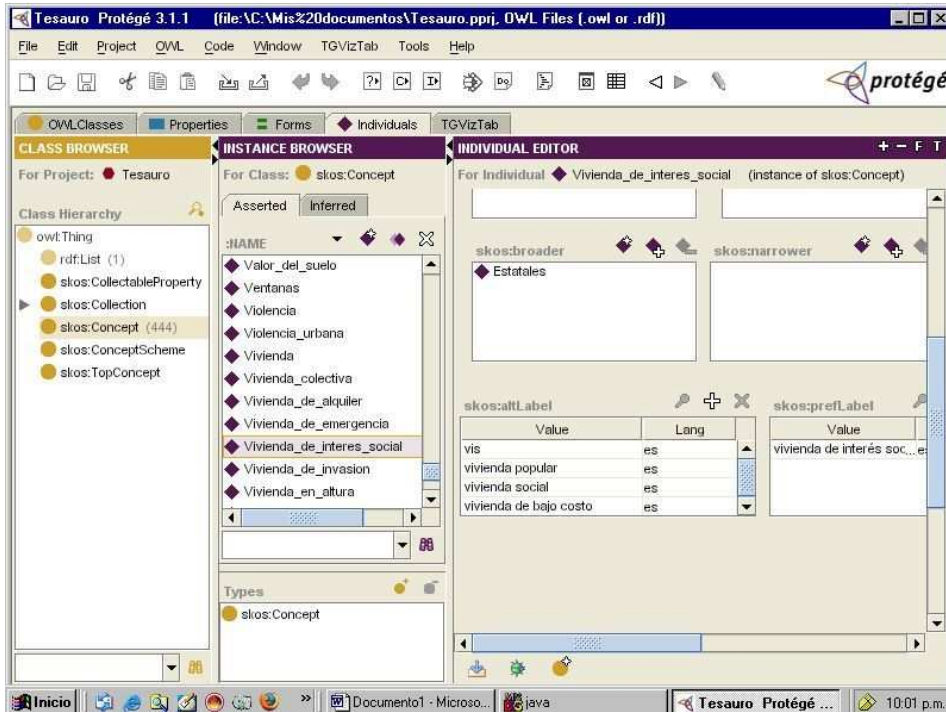 Tesauro Protégé 3.1.1 (file:\C:\Mis%20documentos\Tesauro.pprj, OWL Files (.owl or .rdf))
File Edit Project OWL Code Window TGVizTab Tools Help
protégé
OWLClasses Properties Forms Individuals TGVizTab
CLASS BROWSER
For Project: Tesauro
Class Hierarchy
owl:Thing
rdf:List (1)
skos:CollectableProperty
skos:Collection
skos:Concept (444)
skos:ConceptScheme
skos:TopConcept
INSTANCE BROWSER
For Class: skos:Concept
Asserted Inferred
:NAME
Valor_del_suelo
Ventanas
Violencia
Violencia_urbana
Vivienda
Vivienda_colectiva
Vivienda_de_alquiler
Vivienda_de_emergencia
Vivienda_de_interes_social
Vivienda_de_invasion
Vivienda_en_altura
Types
skos:Concept
INDIVIDUAL EDITOR + − F T
For Individual Vivienda_de_interes_social (instance of skos:Concept)
skos:broader
Estatales
skos:narrower
skos:altLabel
Value Lang
vis es
vivienda popular es
vivienda social es
vivienda de bajo costo es
skos:prefLabel
Value
vivienda de interés soc... e
Inicio » Documento1 - Microso... java Tesauro Protégé ... 10:01 p.m.